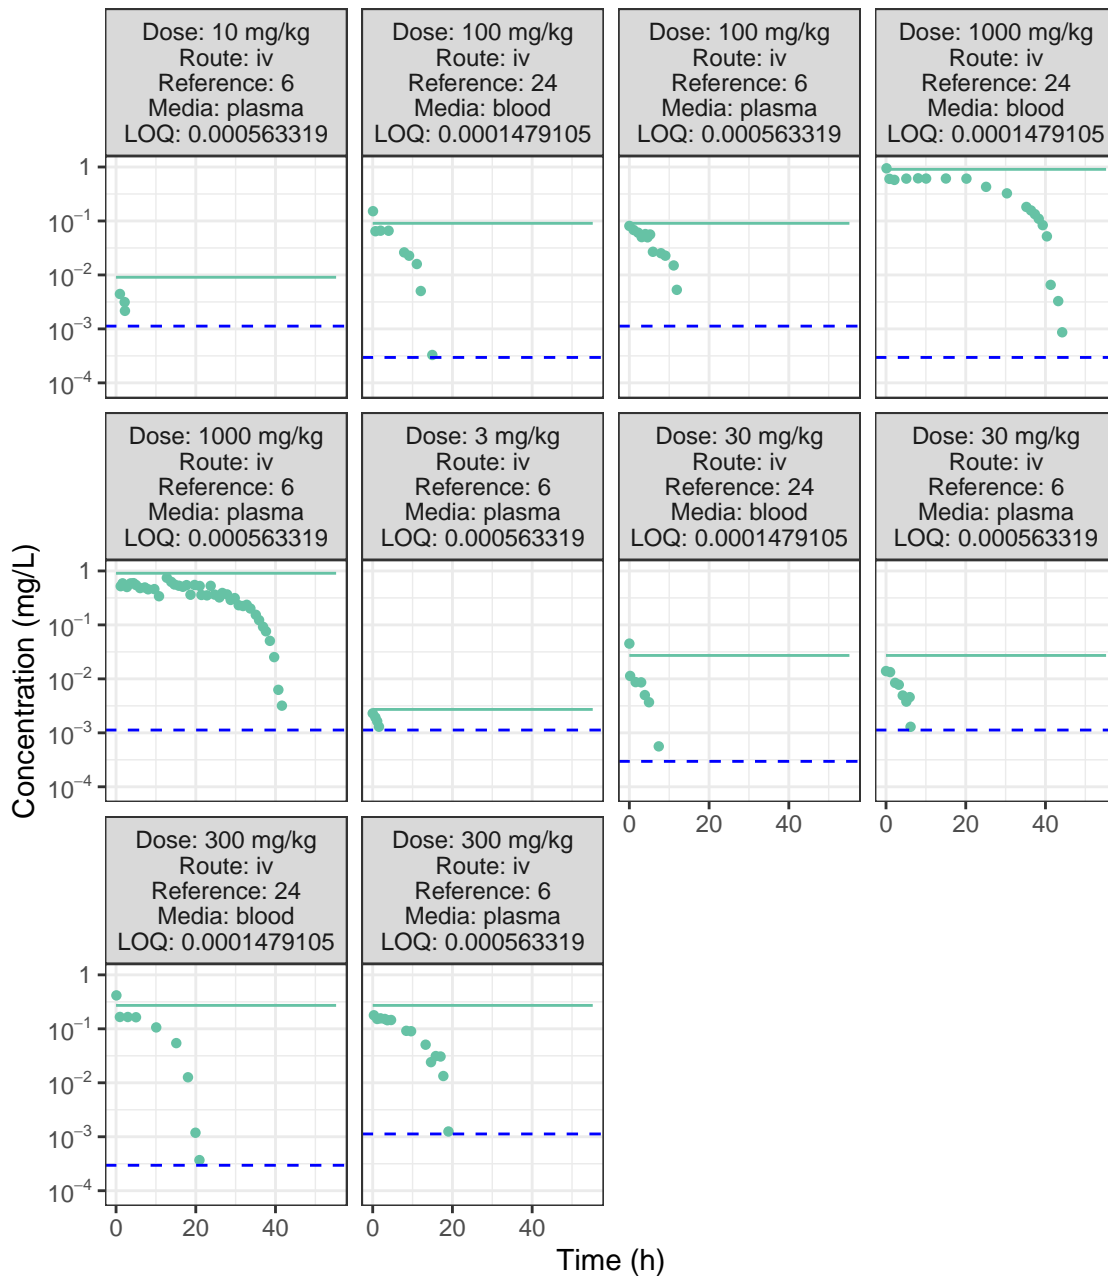 Dose: 10 mg/kg
Route: iv
Reference: 6
Media: plasma
LOQ: 0.000563319
Dose: 100 mg/kg
Route: iv
Reference: 24
Media: blood
LOQ: 0.0001479105
Dose: 100 mg/kg
Route: iv
Reference: 6
Media: plasma
LOQ: 0.000563319
Dose: 1000 mg/kg
Route: iv
Reference: 24
Media: blood
LOQ: 0.0001479105
1
10⁻¹
10⁻²
10⁻³
10⁻⁴
Dose: 1000 mg/kg
Route: iv
Reference: 6
Media: plasma
LOQ: 0.000563319
Dose: 3 mg/kg
Route: iv
Reference: 6
Media: plasma
LOQ: 0.000563319
Dose: 30 mg/kg
Route: iv
Reference: 24
Media: blood
LOQ: 0.0001479105
Dose: 30 mg/kg
Route: iv
Reference: 6
Media: plasma
LOQ: 0.000563319
Concentration (mg/L)
1
10⁻¹
10⁻²
10⁻³
10⁻⁴
0 20 40
0 20 40
Dose: 300 mg/kg
Route: iv
Reference: 24
Media: blood
LOQ: 0.0001479105
Dose: 300 mg/kg
Route: iv
Reference: 6
Media: plasma
LOQ: 0.000563319
1
10⁻¹
10⁻²
10⁻³
10⁻⁴
0 20 40
0 20 40
Time (h)